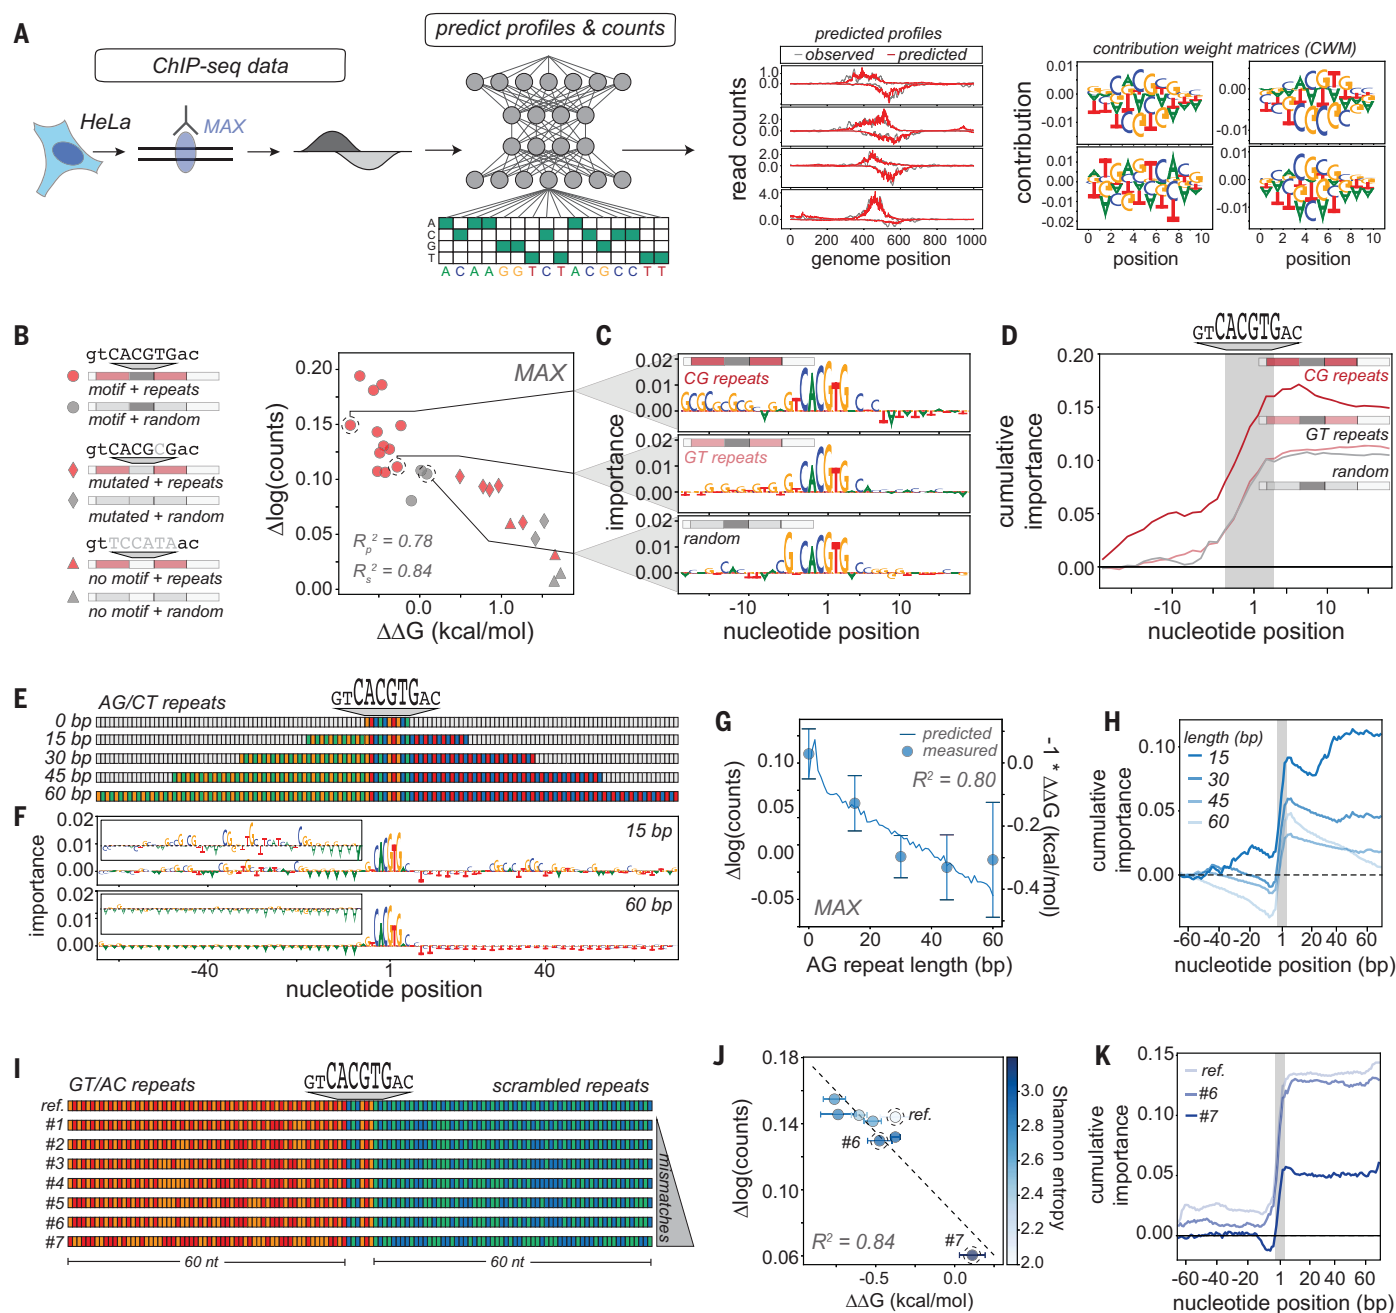 A
ChIP-seq data
HeLa
MAX
predict profiles & counts
A
C
G
T
A C A A G G T C T A C G C C T T
predicted profiles
observed predicted
read counts
1.0
0.0
2.0
0.0
2.0
0.0
4.0
0.0
0 200 400 600 800 1000
genome position
contribution weight matrices (CWM)
contribution
0.01
0.00
-0.01
0.00
-0.01
0.01
0.00
-0.01
-0.02
0.00
-0.01
0 2 4 6 8 10
0 2 4 6 8 10
position
position
B
gtCACGTGac
motif + repeats
motif + random
gtCACGCGac
mutated + repeats
mutated + random
gtTCCATAac
no motif + repeats
no motif + random
Δlog(counts)
0.20
0.15
0.10
0.05
0.00
MAX
Rp² = 0.78
Rs² = 0.84
0.0 1.0
ΔΔG (kcal/mol)
C
importance
0.02
0.01
0.00
CG repeats
0.02
0.01
0.00
GT repeats
0.02
0.01
0.00
random
-10 1 10
nucleotide position
D
GTCACGTGAC
cumulative importance
0.20
0.15
0.10
0.05
0.00
CG repeats
GT repeats
random
-10 1 10
nucleotide position
E
AG/CT repeats
GTCACGTGAC
0 bp
15 bp
30 bp
45 bp
60 bp
F
importance
0.02
0.01
0.00
15 bp
0.02
0.01
0.00
60 bp
-40 1 40
nucleotide position
G
Δlog(counts)
0.10
0.05
0.00
-0.05
predicted
measured
R² = 0.80
MAX
0.0
-0.2
-0.4
-1 * ΔΔG (kcal/mol)
0 20 40 60
AG repeat length (bp)
H
cumulative importance
0.10
0.05
0.00
length (bp)
15
30
45
60
-60 -40 -20 1 20 40 60
nucleotide position (bp)
I
GT/AC repeats
GTCACGTGAC
scrambled repeats
ref.
#1
#2
#3
#4
#5
#6
#7
mismatches
60 nt
60 nt
J
Δlog(counts)
0.18
0.14
0.10
0.06
ref.
#6
#7
R² = 0.84
-0.5 0.0
ΔΔG (kcal/mol)
3.0
2.8
2.6
2.4
2.2
2.0
Shannon entropy
K
cumulative importance
0.15
0.10
0.05
0.00
ref.
#6
#7
-60 -40 -20 1 20 40 60
nucleotide position (bp)